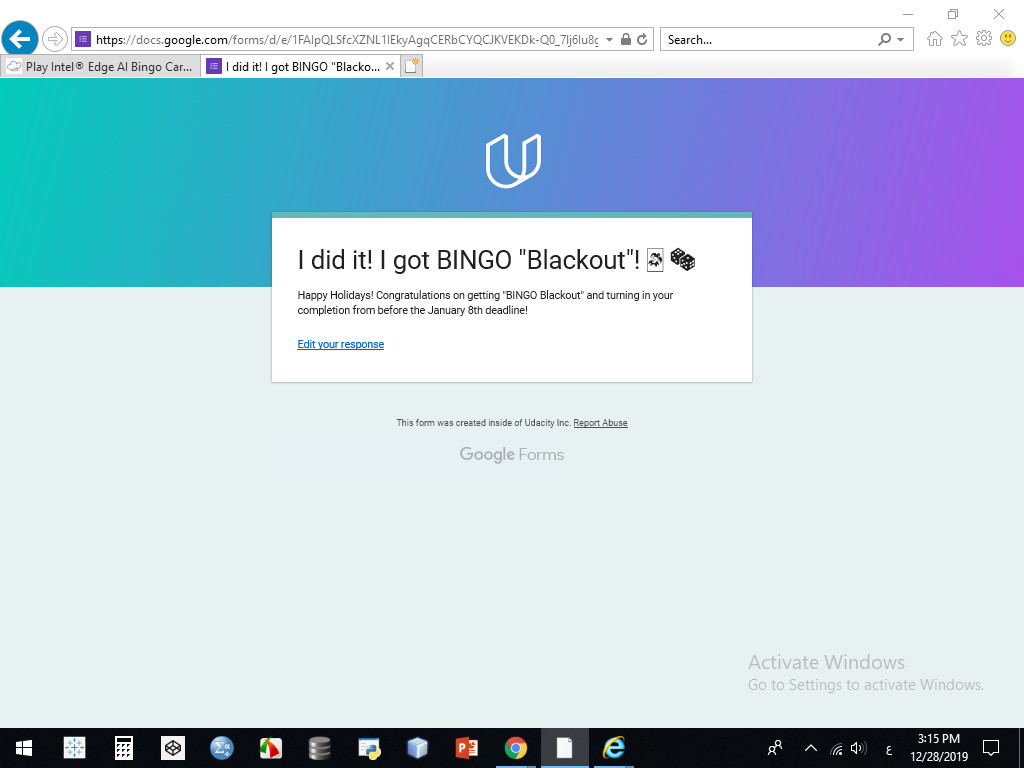 https://docs.google.com/forms/d/e/
Search...
Play Intel® Edge AI Bingo Car...
I did it! I got BINGO "Blacko...
I did it! I got BINGO "Blackout"! 🃏 🎲
Happy Holidays! Congratulations on getting "BINGO Blackout" and turning in your
completion from before the January 8th deadline!
Edit your response
This form was created inside of Udacity Inc. Report Abuse
Google Forms
Activate Windows
Go to Settings to activate Windows.
ع
3:15 PM
12/28/2019